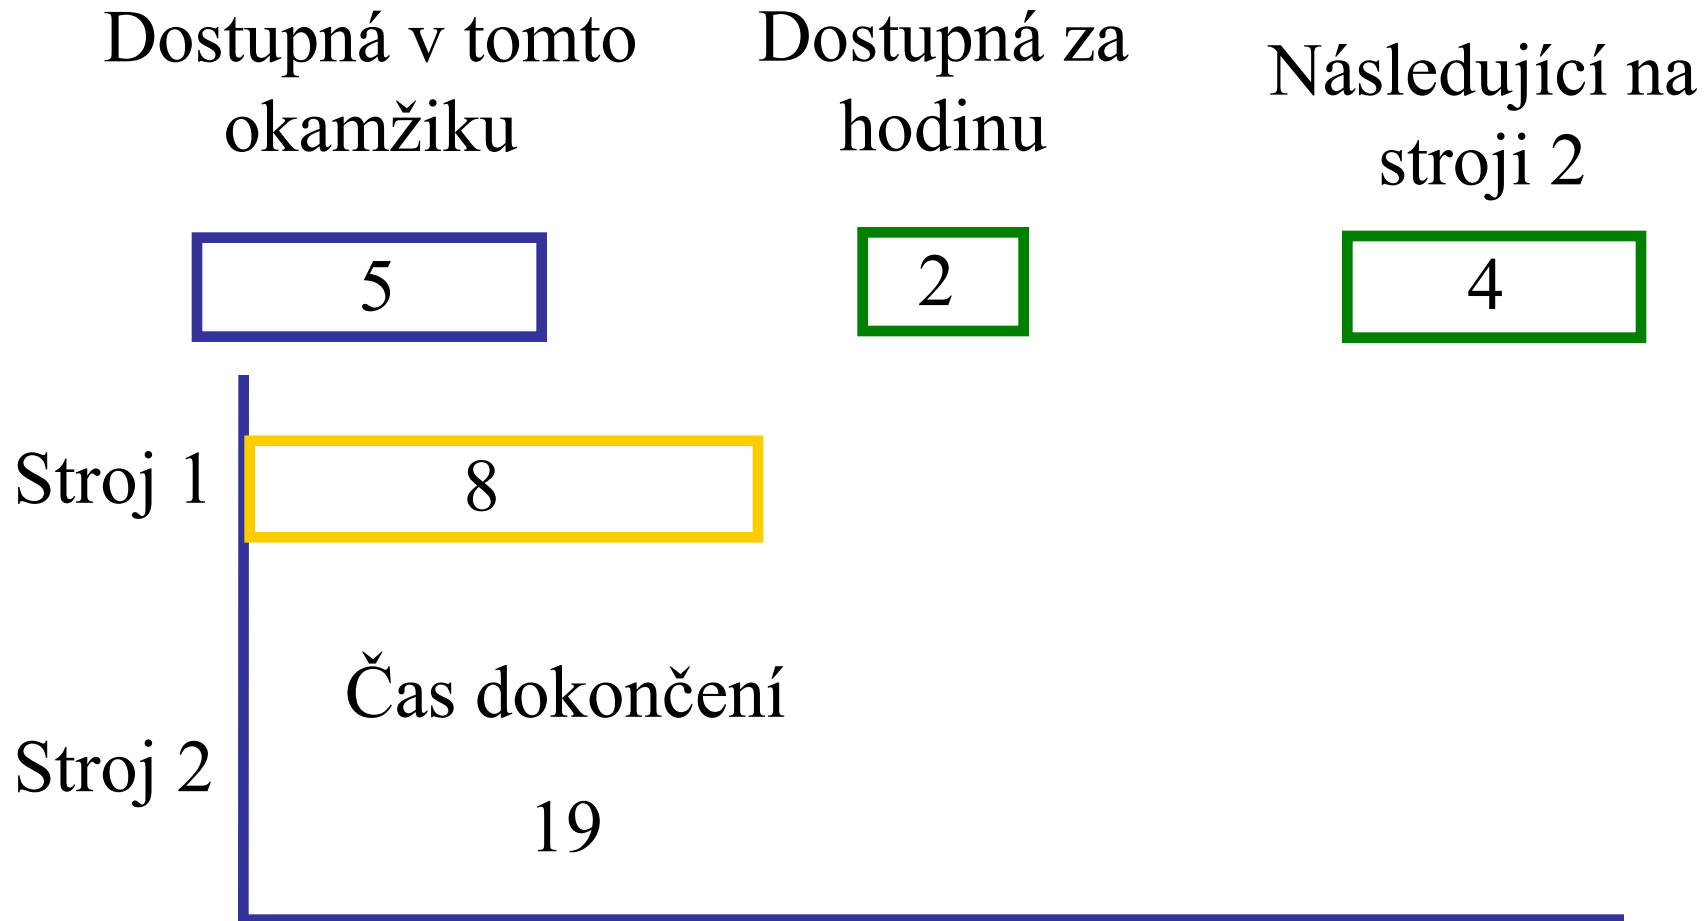 Dostupná v tomto
okamžiku
Dostupná za
hodinu
Následující na
stroji 2
5
2
4
Stroj 1
8
Čas dokončení
Stroj 2
19